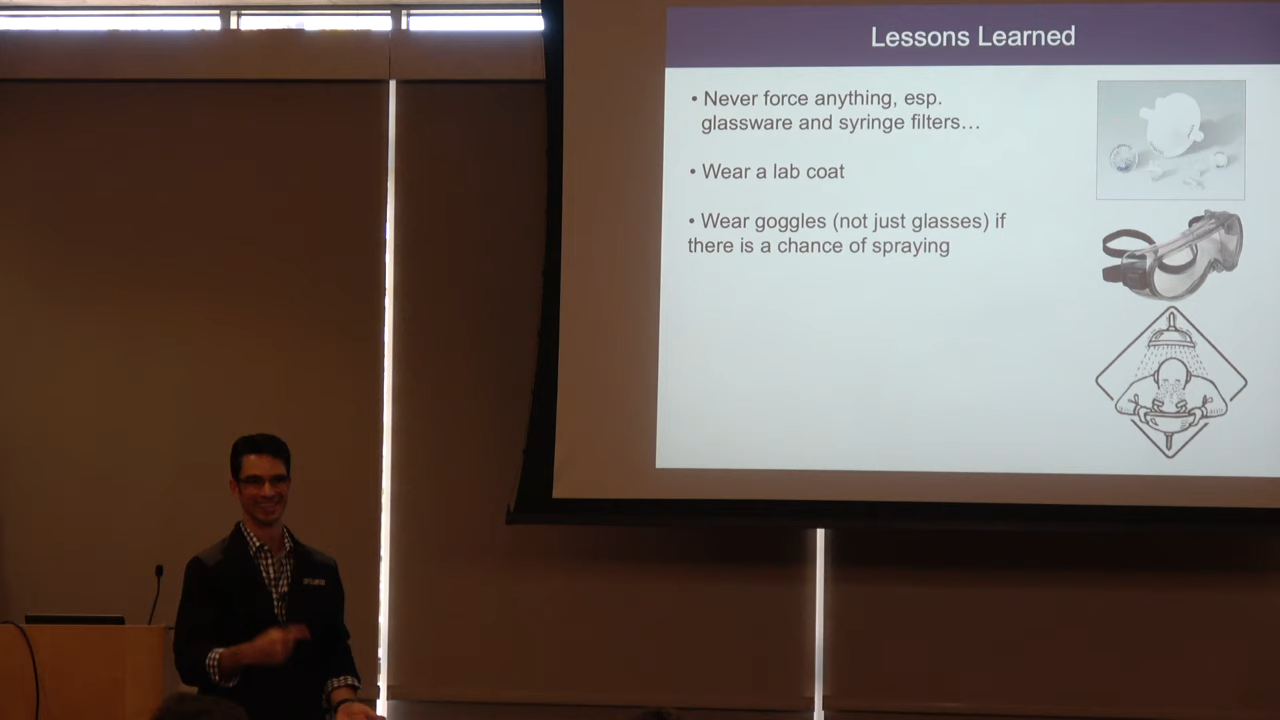 Lessons Learned
• Never force anything, esp.
glassware and syringe filters…
• Wear a lab coat
• Wear goggles (not just glasses) if
there is a chance of spraying